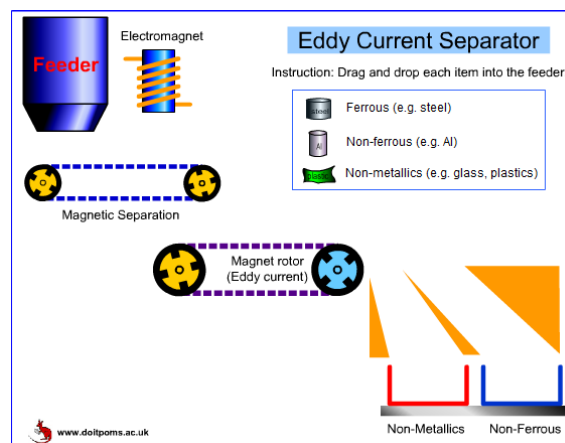 Eddy Current Separator
Electromagnet
Feeder
Instruction: Drag and drop each item into the feeder
steel
Ferrous (e.g. steel)
Al
Non-ferrous (e.g. Al)
plastic
Non-metallics (e.g. glass, plastics)
Magnetic Separation
Magnet rotor
(Eddy current)
Non-Metallics
Non-Ferrous
www.doitpoms.ac.uk